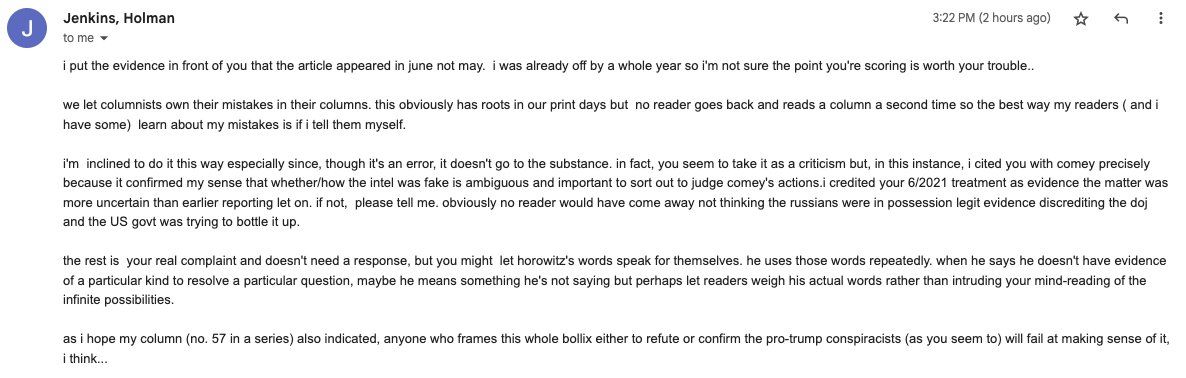 J
Jenkins, Holman
3:22 PM (2 hours ago)
to me
i put the evidence in front of you that the article appeared in june not may. i was already off by a whole year so i'm not sure the point you're scoring is worth your trouble..
we let columnists own their mistakes in their columns. this obviously has roots in our print days but no reader goes back and reads a column a second time so the best way my readers ( and i
have some) learn about my mistakes is if i tell them myself.
i'm inclined to do it this way especially since, though it's an error, it doesn't go to the substance. in fact, you seem to take it as a criticism but, in this instance, i cited you with comey precisely
because it confirmed my sense that whether/how the intel was fake is ambiguous and important to sort out to judge comey's actions.i credited your 6/2021 treatment as evidence the matter was
more uncertain than earlier reporting let on. if not, please tell me. obviously no reader would have come away not thinking the russians were in possession legit evidence discrediting the doj
and the US govt was trying to bottle it up.
the rest is your real complaint and doesn't need a response, but you might let horowitz's words speak for themselves. he uses those words repeatedly. when he says he doesn't have evidence
of a particular kind to resolve a particular question, maybe he means something he's not saying but perhaps let readers weigh his actual words rather than intruding your mind-reading of the
infinite possibilities.
as i hope my column (no. 57 in a series) also indicated, anyone who frames this whole bollix either to refute or confirm the pro-trump conspiracists (as you seem to) will fail at making sense of it,
i think...